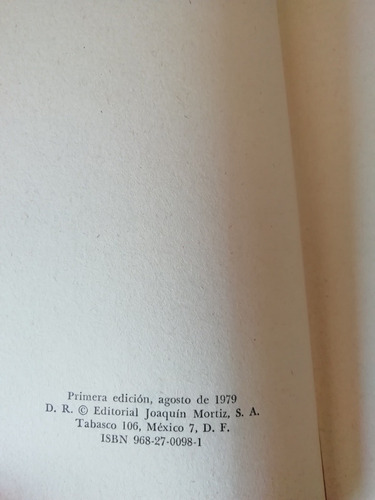 Primera edición, agosto de 1979
D. R. © Editorial Joaquín Mortiz, S. A.
Tabasco 106, México 7, D. F.
ISBN 968-27-0098-1